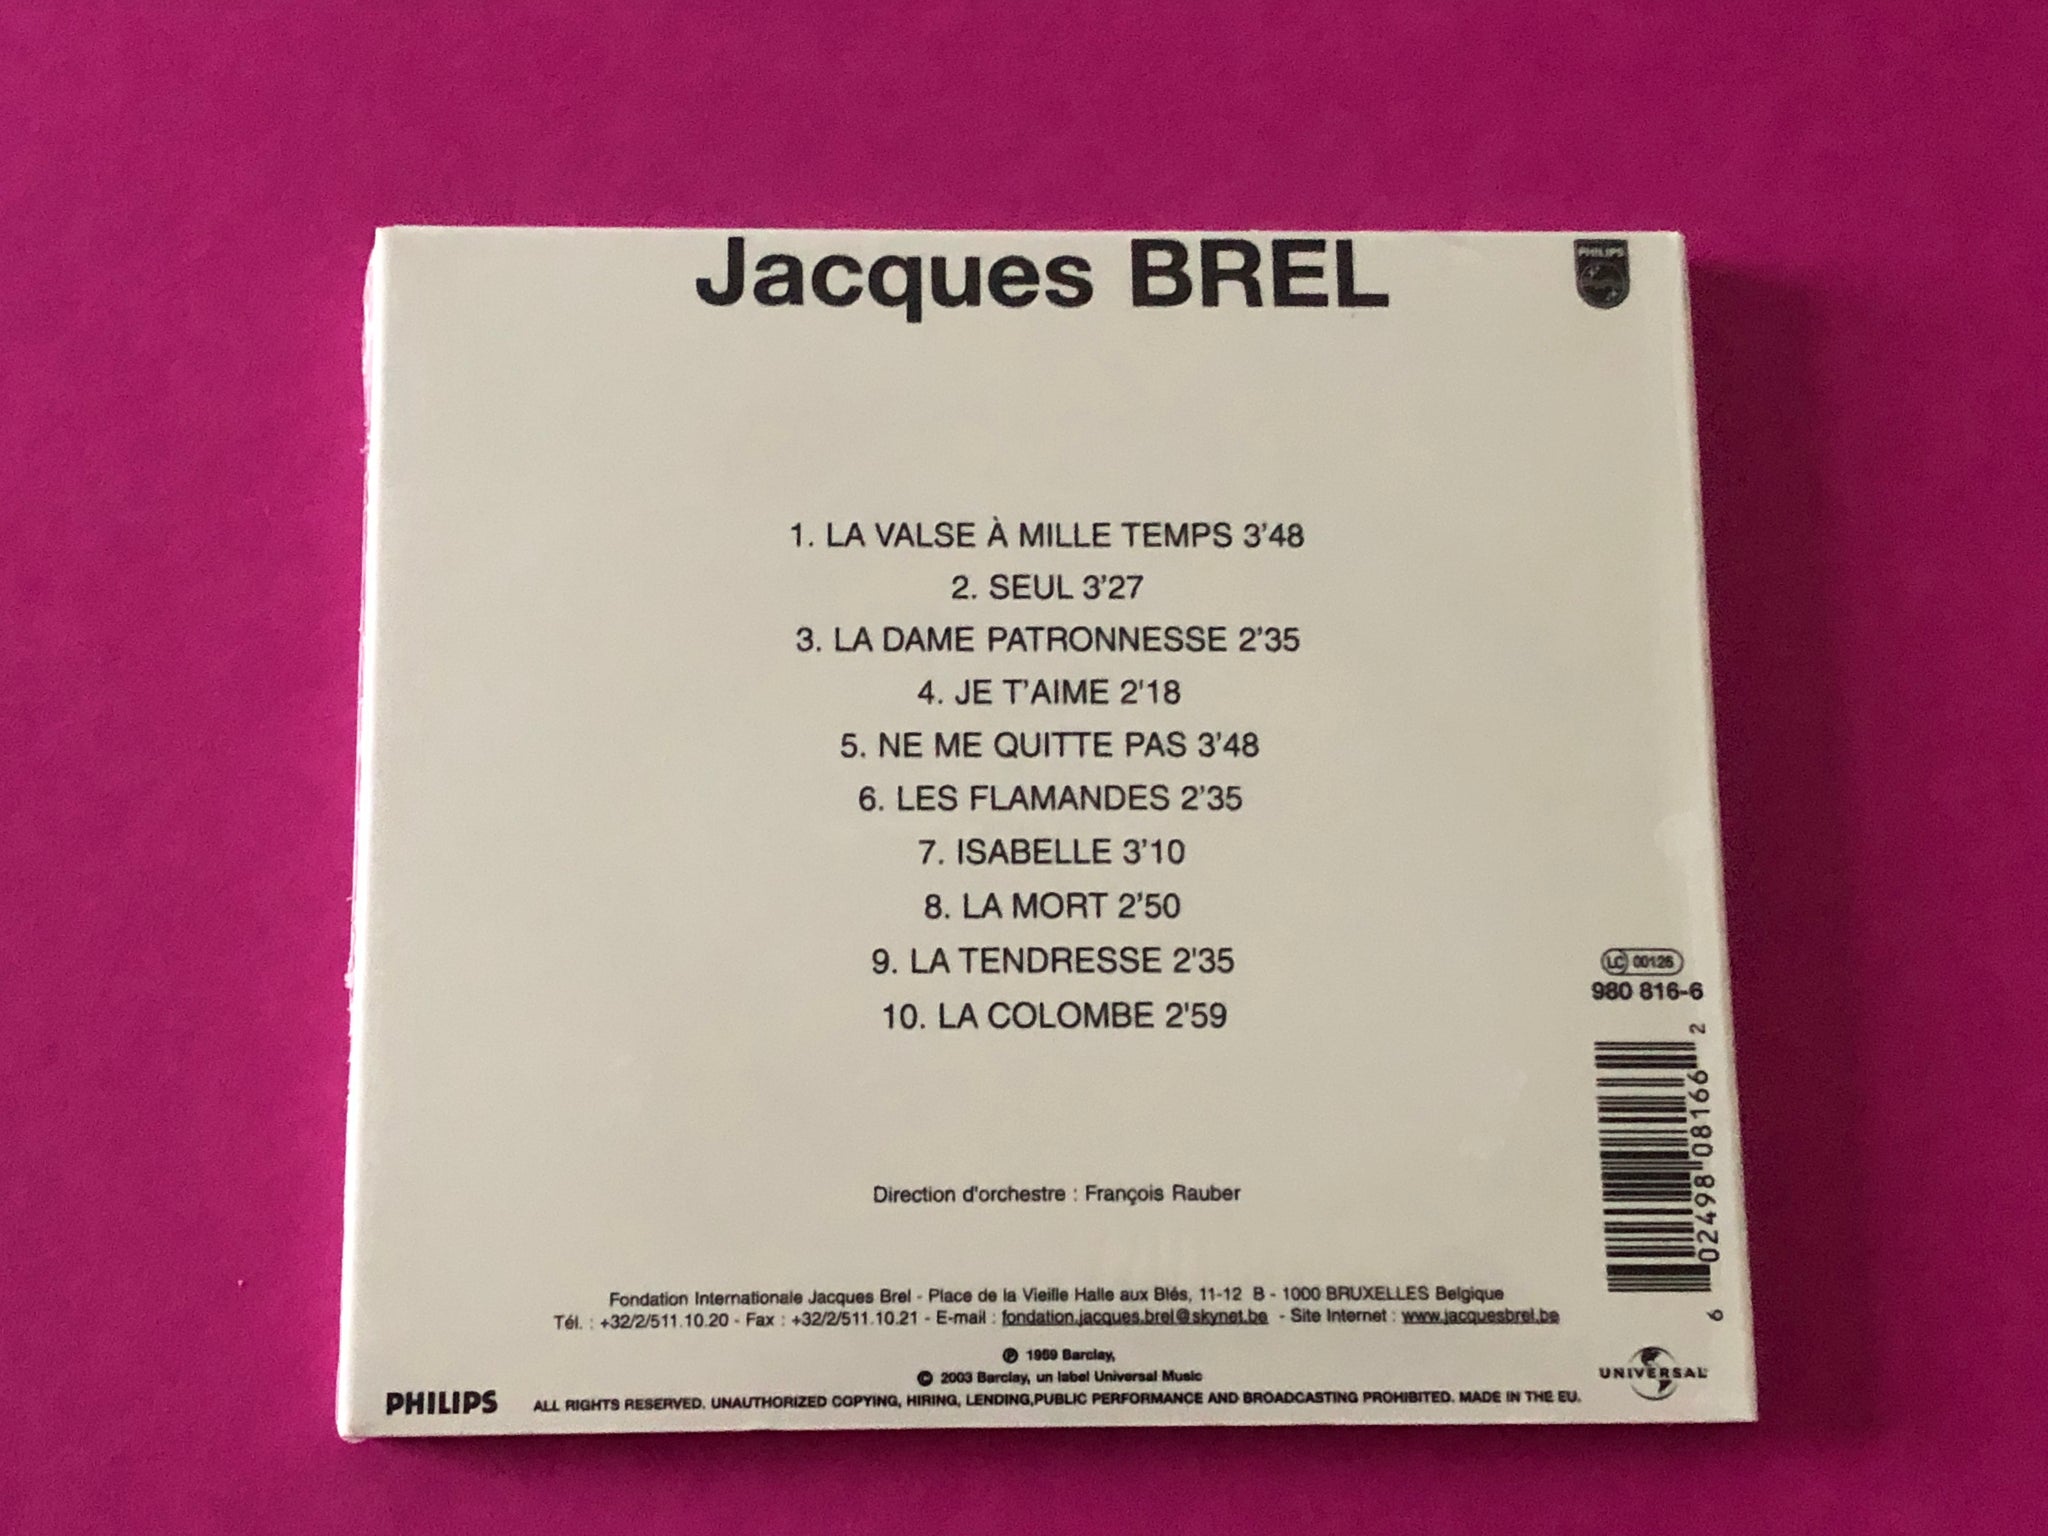 Jacques BREL
PHILIPS
1. LA VALSE À MILLE TEMPS 3'48
2. SEUL 3'27
3. LA DAME PATRONNESSE 2'35
4. JE T'AIME 2'18
5. NE ME QUITTE PAS 3'48
6. LES FLAMANDES 2'35
7. ISABELLE 3'10
8. LA MORT 2'50
9. LA TENDRESSE 2'35
10. LA COLOMBE 2'59
LC 00126
980 816-6
6 02498 08166 2
Direction d'orchestre : François Rauber
Fondation Internationale Jacques Brel - Place de la Vieille Halle aux Blés, 11-12 B - 1000 BRUXELLES Belgique
Tél. : +32/2/511.10.20 - Fax : +32/2/511.10.21 - E-mail : fondation.jacques.brel@skynet.be - Site Internet : www.jacquesbrel.be
℗ 1959 Barclay,
© 2003 Barclay, un label Universal Music
PHILIPS
ALL RIGHTS RESERVED. UNAUTHORIZED COPYING, HIRING, LENDING,PUBLIC PERFORMANCE AND BROADCASTING PROHIBITED. MADE IN THE EU.
UNIVERSAL